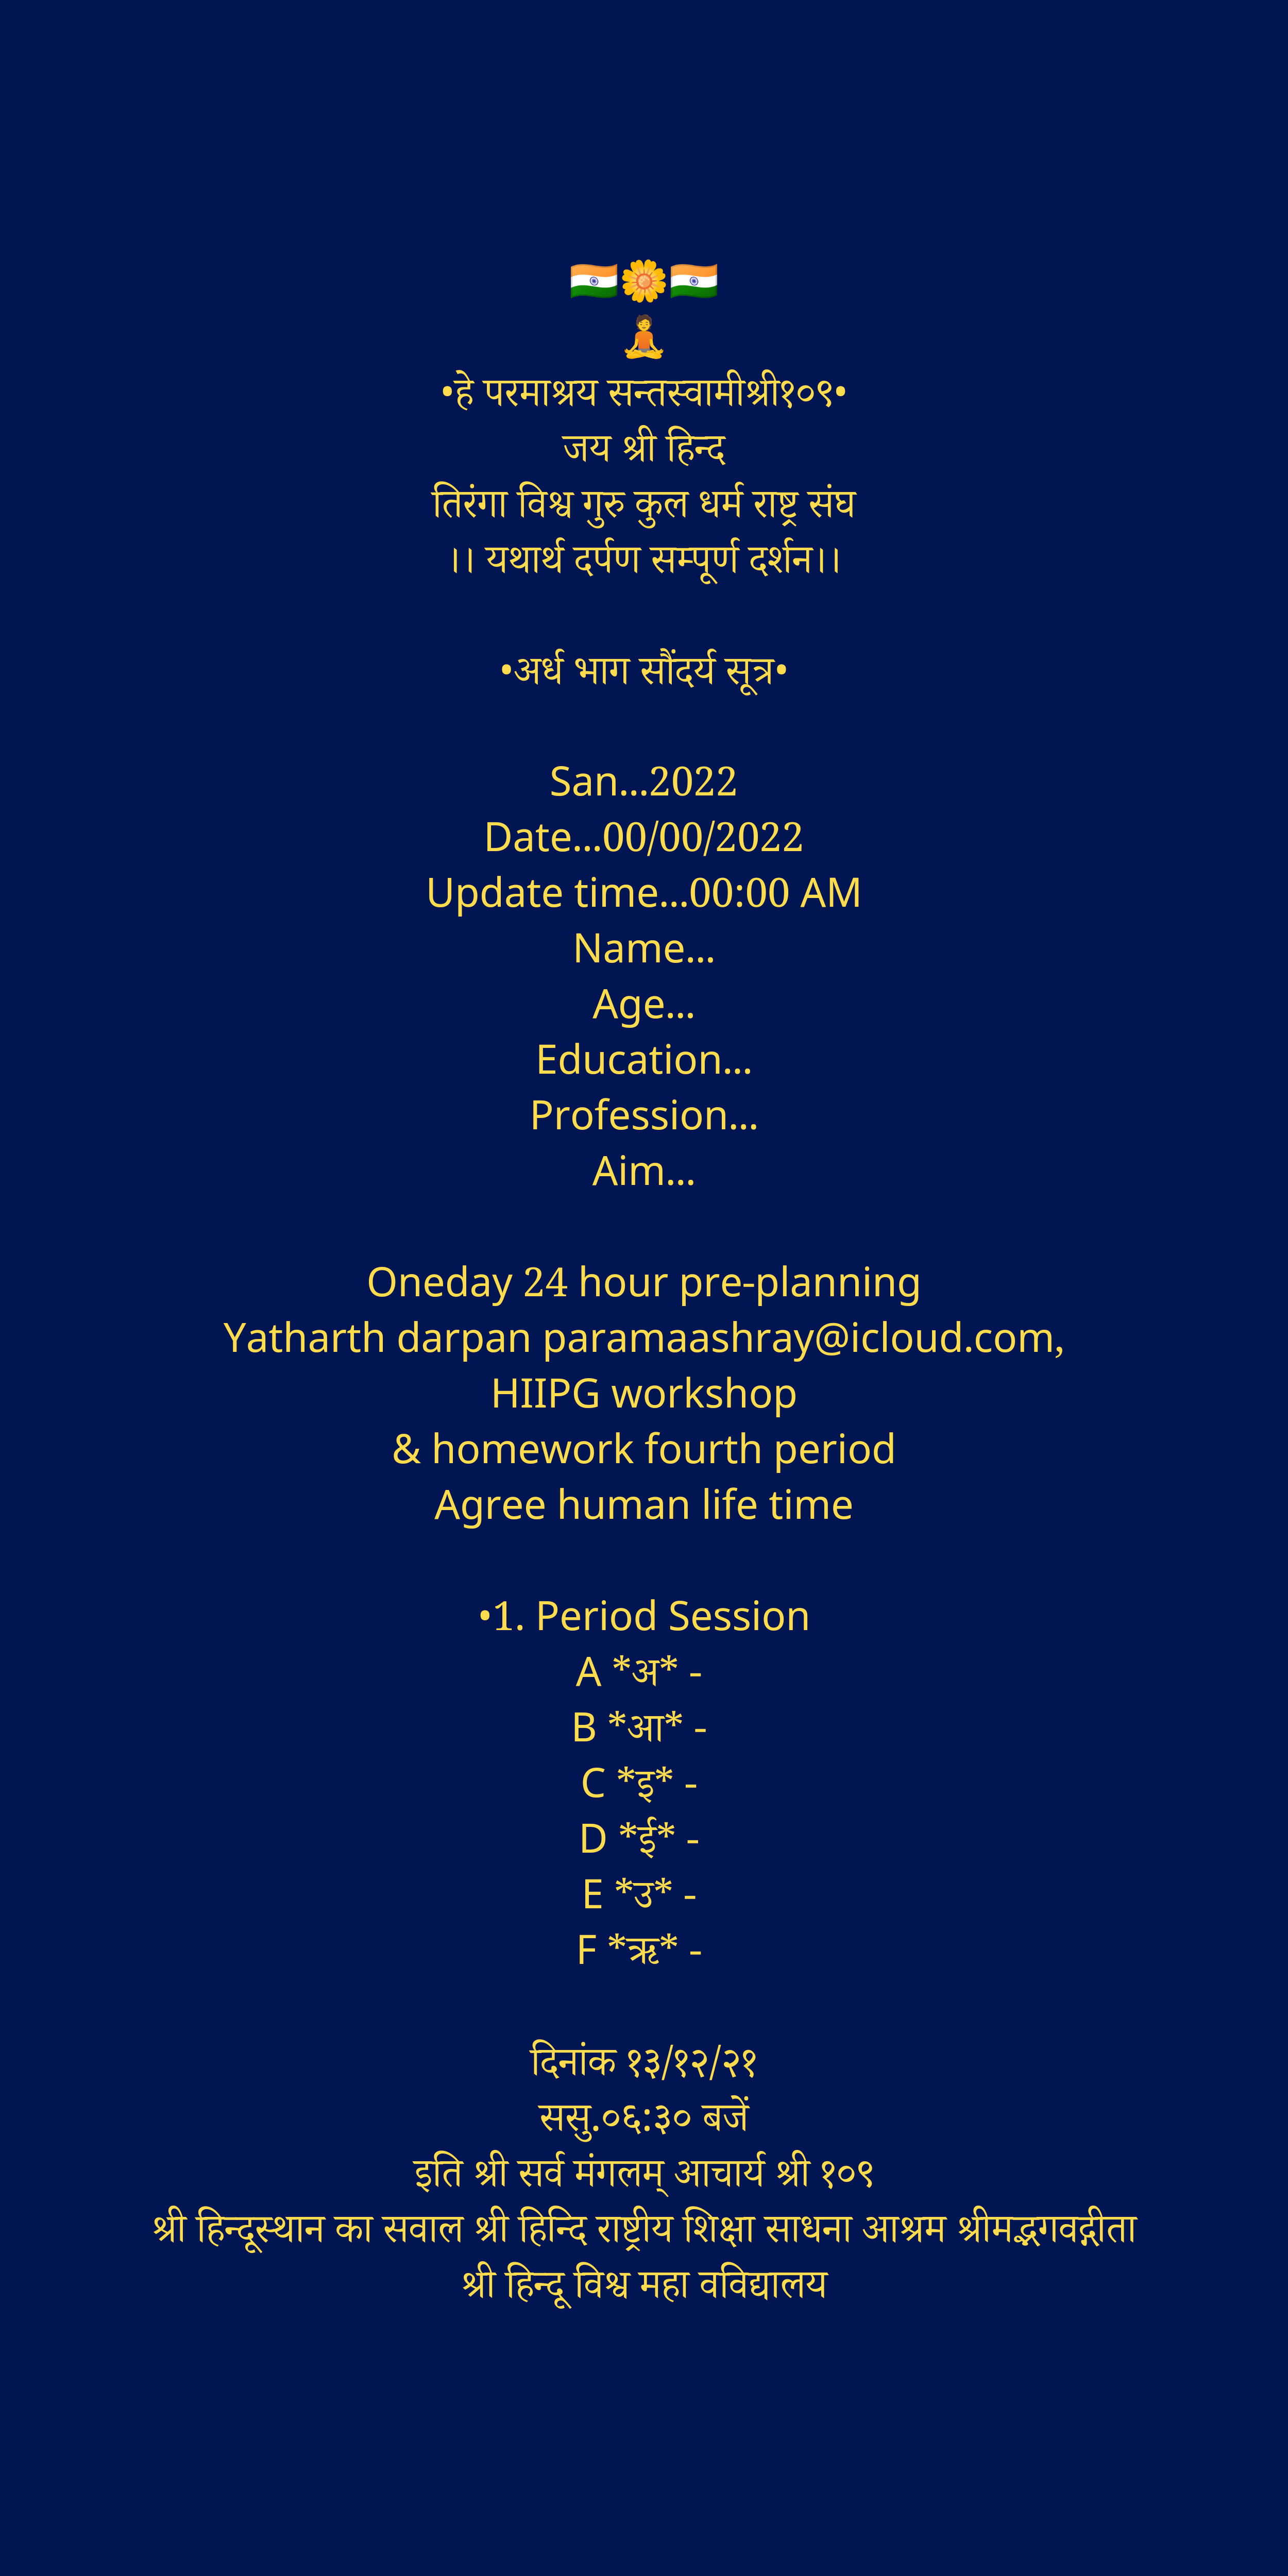 🇮🇳🌼🇮🇳
🧘
•हे परमाश्रय सन्तस्वामीश्री१०९•
जय श्री हिन्द
तिरंगा विश्व गुरु कुल धर्म राष्ट्र संघ
।। यथार्थ दर्पण सम्पूर्ण दर्शन।।
•अर्ध भाग सौंदर्य सूत्र•
San...2022
Date...00/00/2022
Update time...00:00 AM
Name...
Age...
Education...
Profession...
Aim...
Oneday 24 hour pre-planning
Yatharth darpan paramaashray@icloud.com,
HIIPG workshop
& homework fourth period
Agree human life time
•1. Period Session
A *अ* -
B *आ* -
C *इ* -
D *ई* -
E *उ* -
F *ऋ* -
दिनांक १३/१२/२१
ससु.०६:३० बजें
इति श्री सर्व मंगलम् आचार्य श्री १०९
श्री हिन्दूस्थान का सवाल श्री हिन्दि राष्ट्रीय शिक्षा साधना आश्रम श्रीमद्भगवद्गीता
श्री हिन्दू विश्व महा वविद्यालय